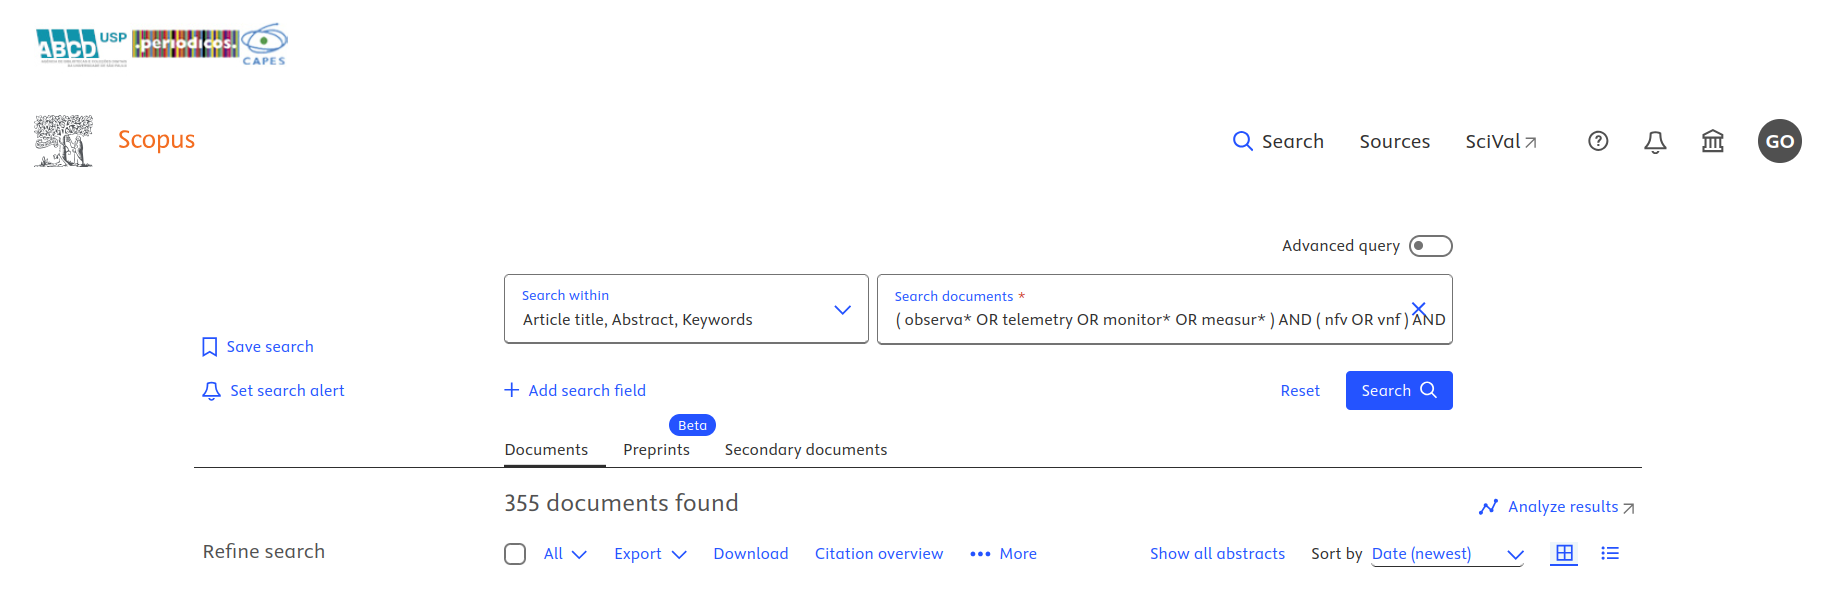 ABCD USP .periodicos.
CAPES
Scopus
Search Sources SciVal GO
Advanced query
Search within
Article title, Abstract, Keywords
Search documents *
( observa* OR telemetry OR monitor* OR measur* ) AND ( nfv OR vnf ) AND
Save search
Set search alert
Add search field
Reset Search
Beta
Documents Preprints Secondary documents
355 documents found
Analyze results
Refine search
All Export Download Citation overview More Show all abstracts Sort by Date (newest)